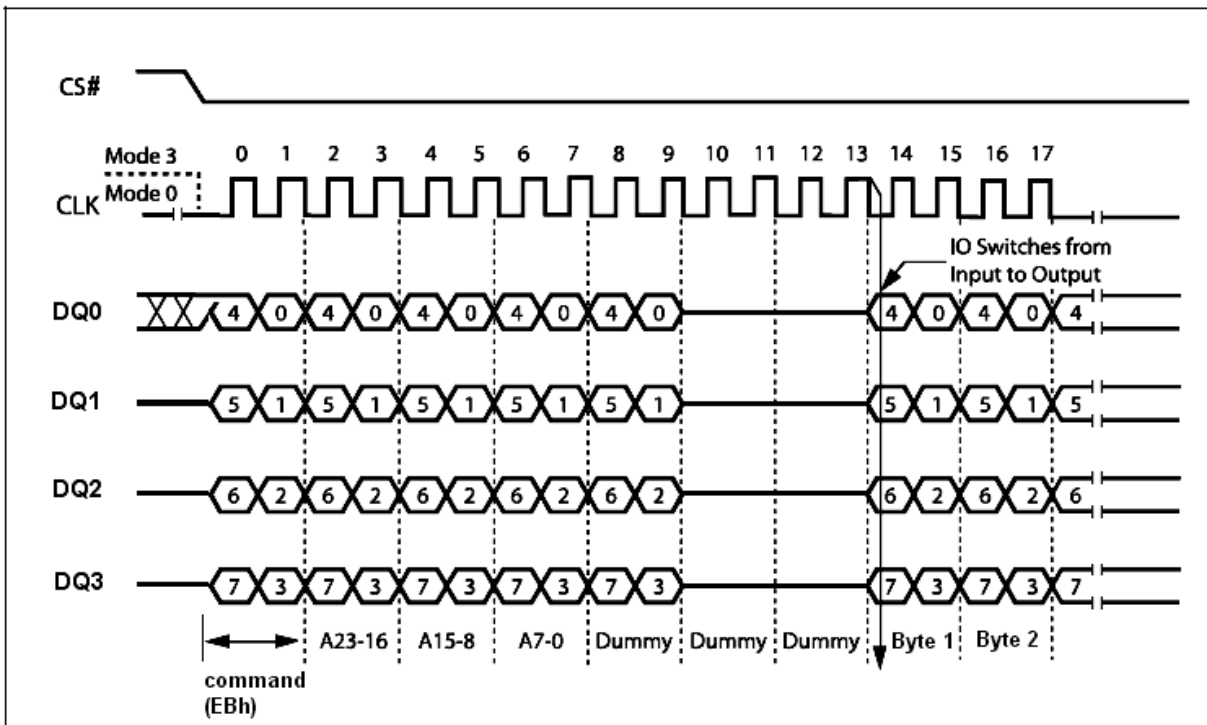 CS#
Mode 3
0 1 2 3 4 5 6 7 8 9 10 11 12 13 14 15 16 17
Mode 0
CLK
IO Switches from
Input to Output
DQ0
4 0 4 0 4 0 4 0 4 0 4 0 4 0 4
DQ1
5 1 5 1 5 1 5 1 5 1 5 1 5 1 5
DQ2
6 2 6 2 6 2 6 2 6 2 6 2 6 2 6
DQ3
7 3 7 3 7 3 7 3 7 3 7 3 7 3 7
A23-16 A15-8 A7-0 Dummy Dummy Dummy Byte 1 Byte 2
command
(EBh)